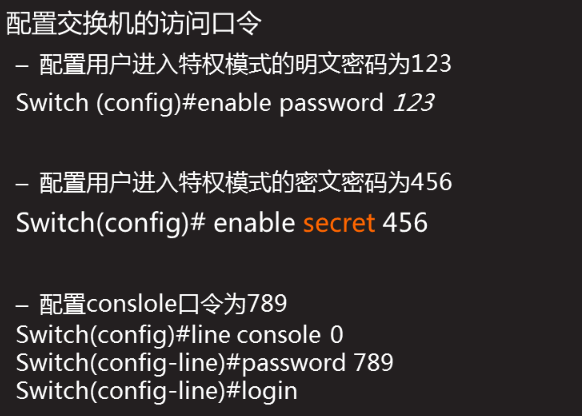 配置交换机的访问口令
– 配置用户进入特权模式的明文密码为123
Switch (config)#enable password 123
– 配置用户进入特权模式的密文密码为456
Switch(config)# enable secret 456
– 配置conslole口令为789
Switch(config)#line console 0
Switch(config-line)#password 789
Switch(config-line)#login